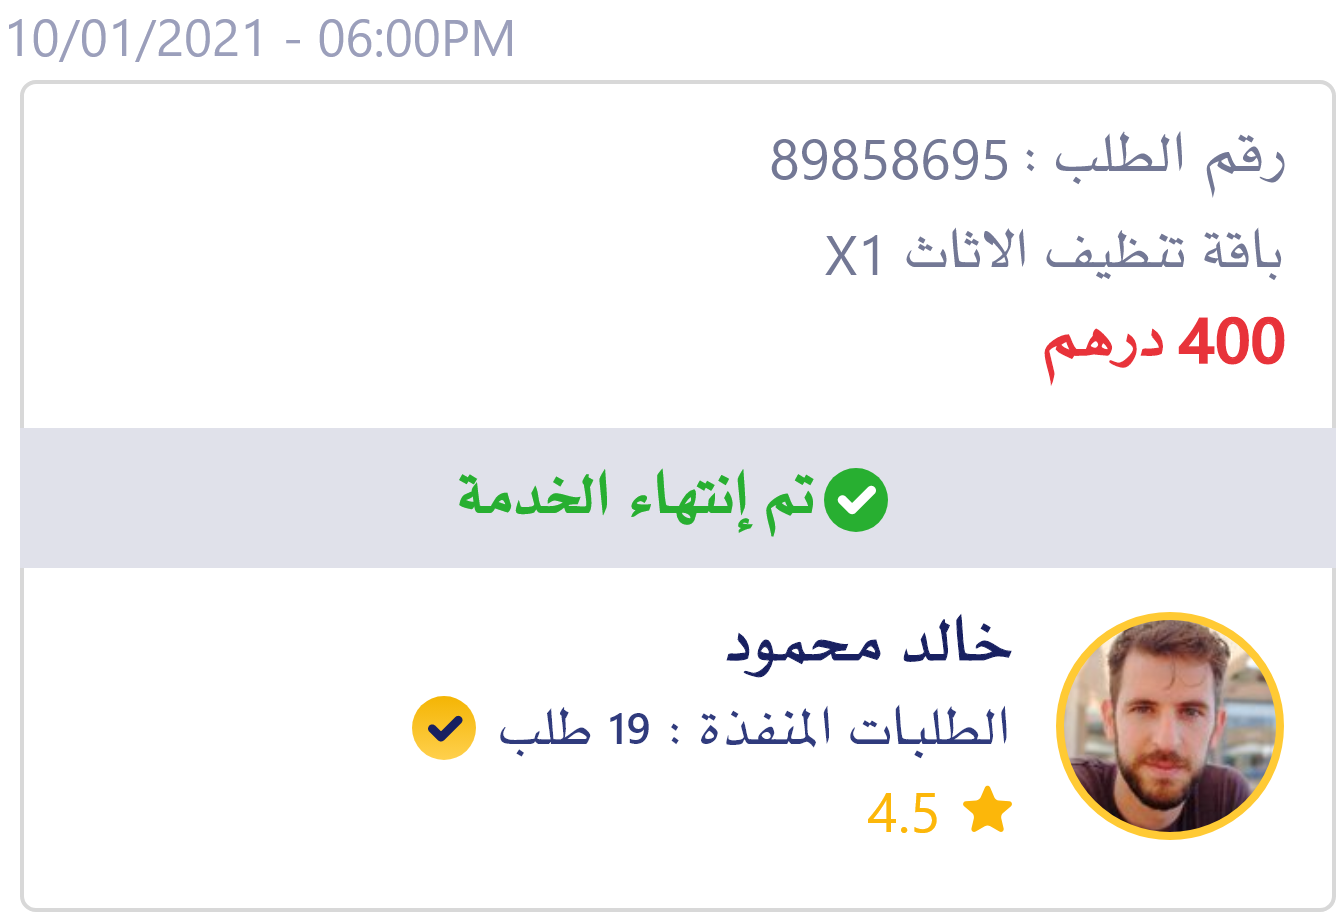 10/01/2021 - 06:00PM
رقم الطلب : 89858695
باقة تنظيف الاثاث X1
400 درهم
تم إنتهاء الخدمة
خالد محمود
الطلبات المنفذة : 19 طلب
4.5